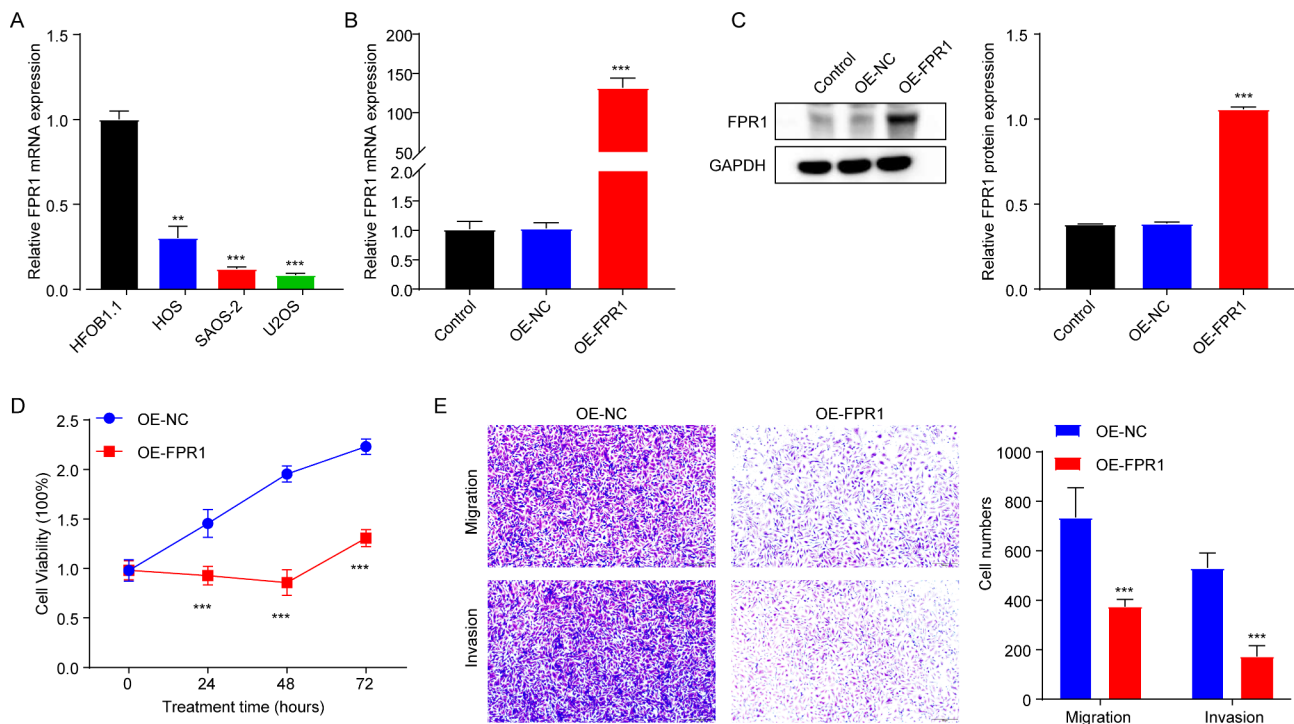 A
Relative FPR1 mRNA expression
1.5
1.0
0.5
0.0
**
***
***
HFOB1.1
HOS
SAOS-2
U2OS
B
Relative FPR1 mRNA expression
200
150
100
50
2.0
1.5
1.0
0.5
0.0
***
Control
OE-NC
OE-FPR1
C
Control
OE-NC
OE-FPR1
FPR1
GAPDH
Relative FPR1 protein expression
1.5
1.0
0.5
0.0
***
Control
OE-NC
OE-FPR1
D
OE-NC
OE-FPR1
Cell Viability (100%)
2.5
2.0
1.5
1.0
0.5
0.0
***
***
***
0
24
48
72
Treatment time (hours)
E
OE-NC
OE-FPR1
Migration
Invasion
OE-NC
OE-FPR1
Cell numbers
1000
800
600
400
200
0
***
***
Migration
Invasion